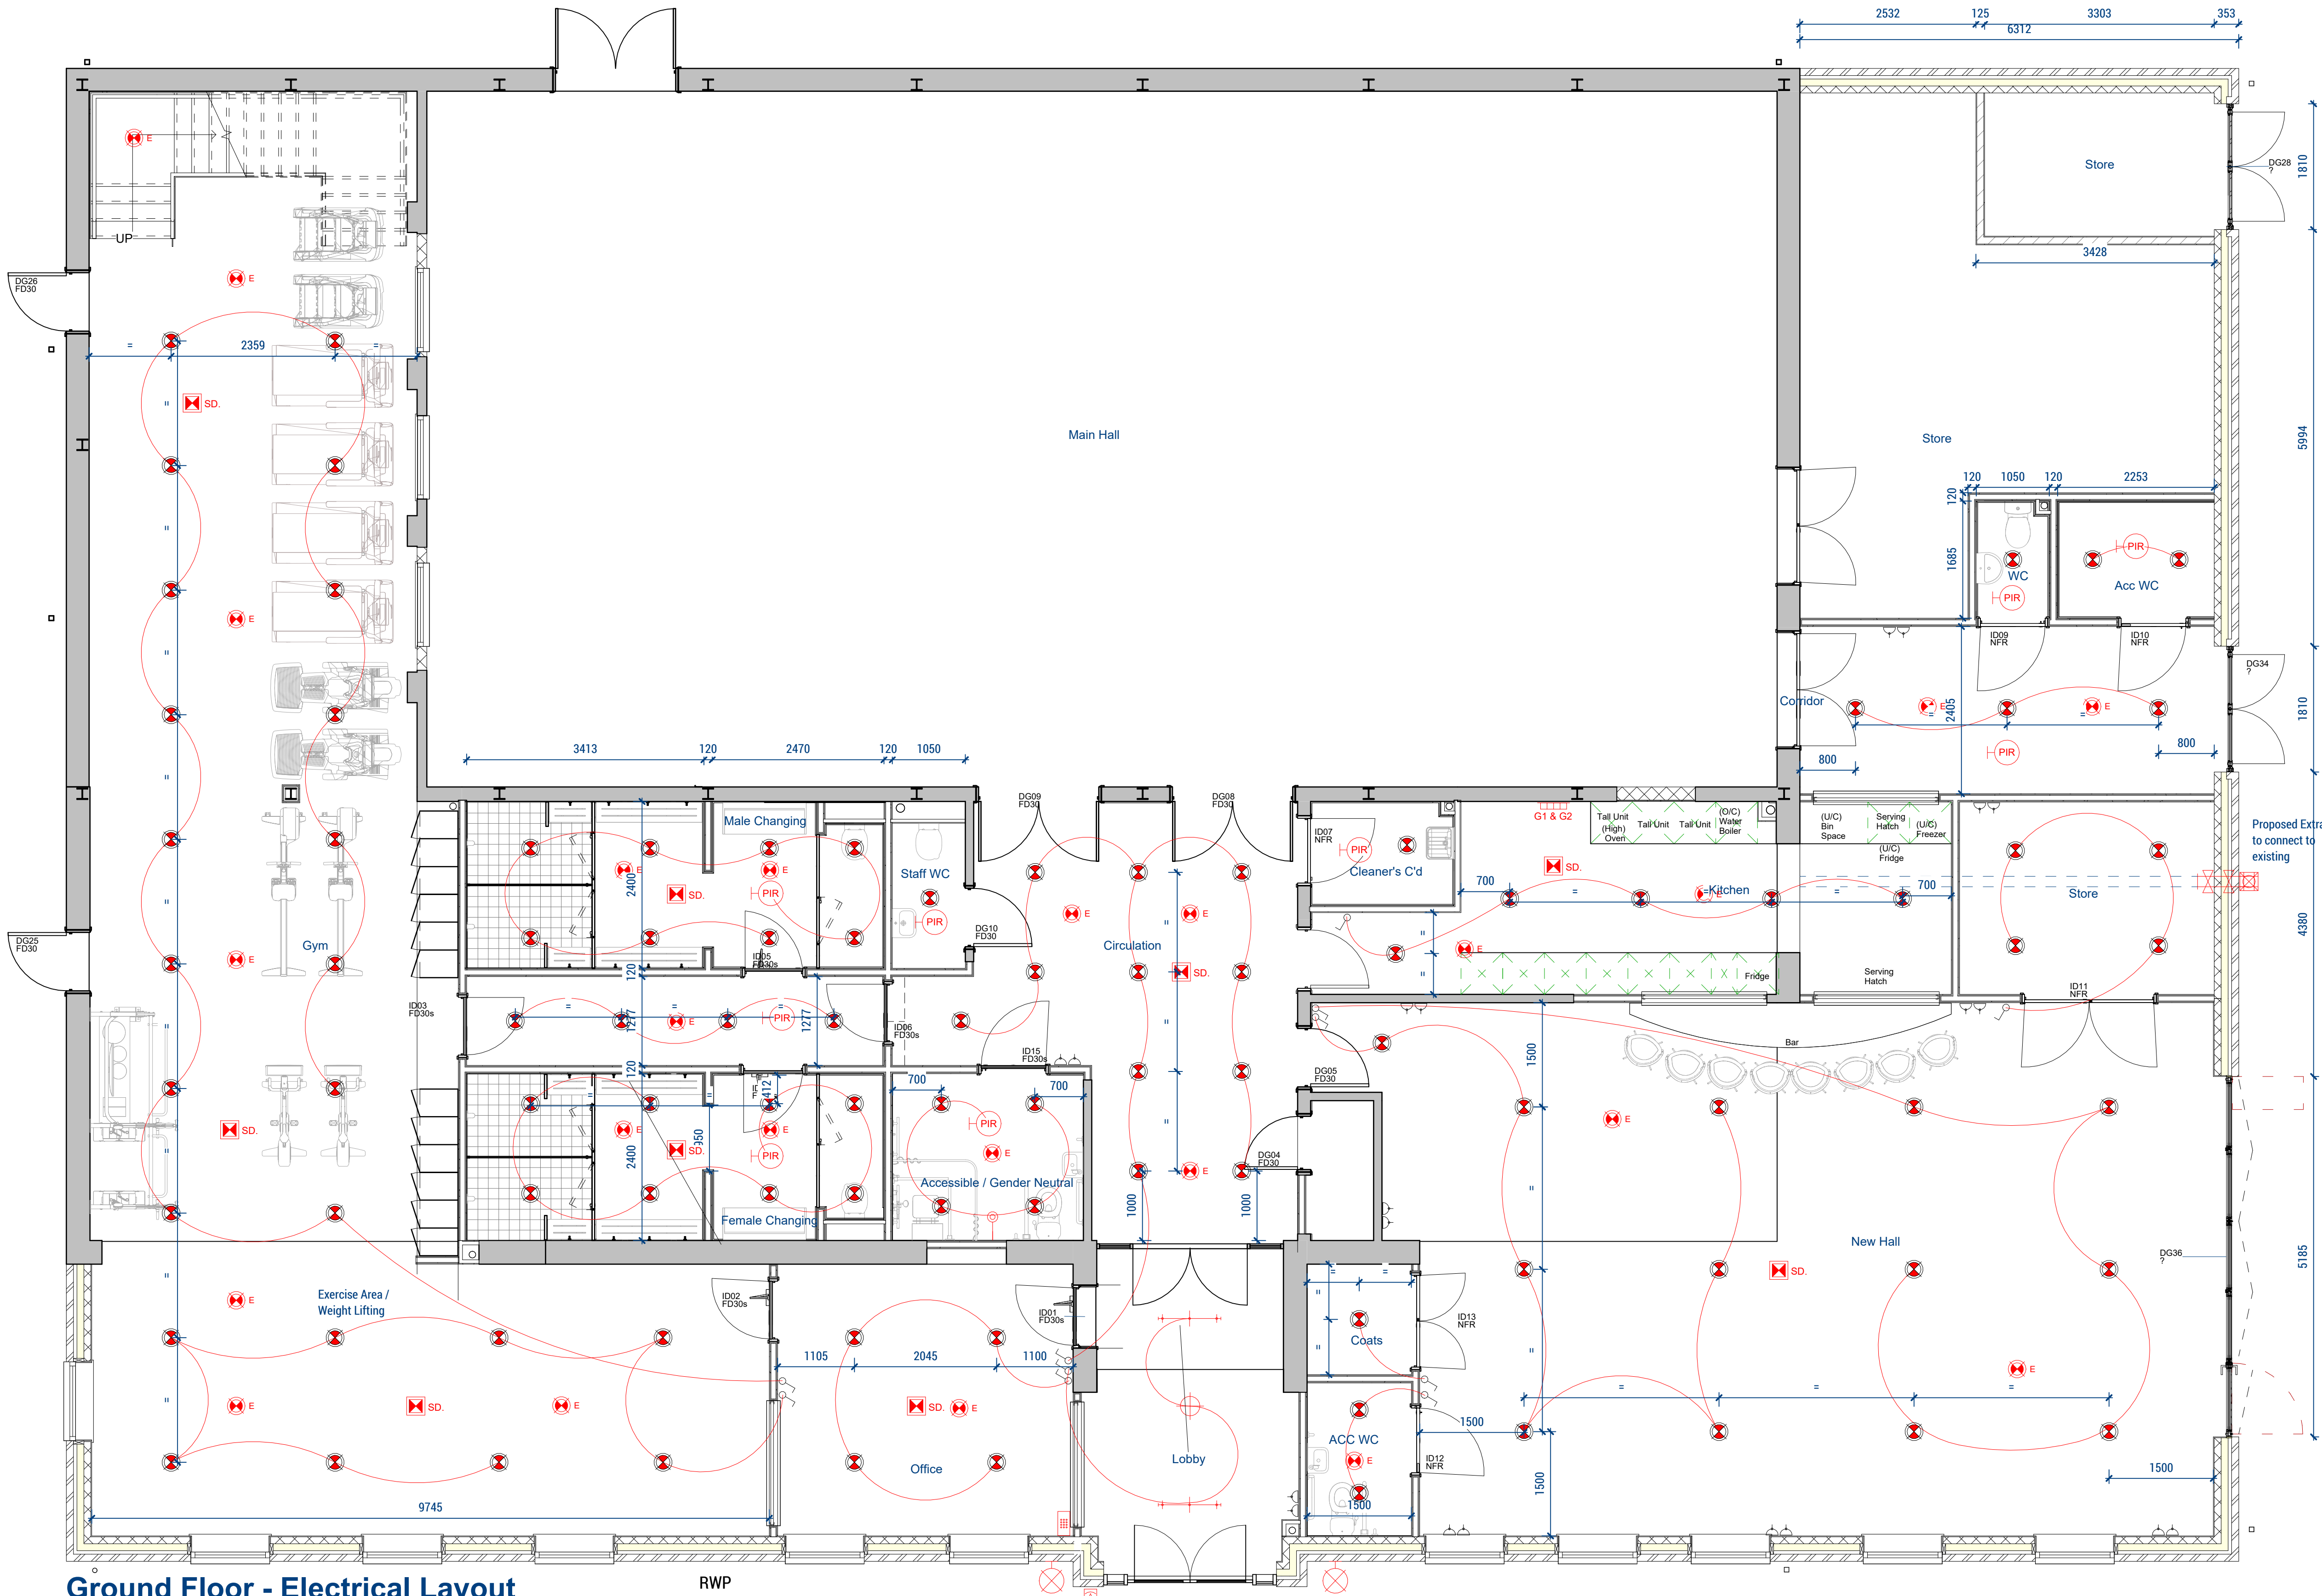 2532
125
3303
353
6312
Store
DG28
?
1810
E
UP
3428
DG26
FD30
E
=
2359
=
=
SD.
Main Hall
Store
5994
120
1050
120
2253
120
1685
PIR
WC
Acc WC
PIR
=
E
ID09
NFR
ID10
NFR
DG34
?
=
Corridor
E
=
2405
=
E
1810
=
3413
120
2470
120
1050
PIR
800
800
DG09
FD30
DG08
FD30
Male Changing
G1 & G2
Tall Unit
(High)
Oven
Tall Unit
Tall Unit
(O/C)
Water
Boiler
(U/C)
Bin
Space
Serving
Hatch
(U/C)
Freezer
(U/C)
Fridge
Proposed Extra
to connect to
existing
ID07
NFR
PIR
Cleaner's C'd
E
2400
E
SD.
PIR
Staff WC
PIR
SD.
700
=
=
Kitchen
E
=
700
Store
4380
=
E
E
=
DG10
FD30
Circulation
DG25
FD30
Gym
E
ID05
FD30s
120
SD.
E
=
=
Fridge
Serving
Hatch
ID11
NFR
ID03
FD30s
=
=
=
=
1277
E
PIR
1277
ID06
FD30s
=
ID15
FD30s
120
1500
Bar
DG05
FD30
412
700
700
=
=
SD.
E
950
E
SD.
PIR
2400
PIR
E
=
E
DG04
FD30
E
=
Accessible / Gender Neutral
1000
1000
Female Changing
=
New Hall
SD.
DG36
?
5185
=
Exercise Area /
Weight Lifting
E
ID02
FD30s
ID01
FD30s
=
=
=
Coats
=
ID13
NFR
=
1105
2045
1100
E
=
=
=
E
SD.
E
SD.
E
1500
ACC WC
E
ID12
NFR
Office
Lobby
1500
1500
1500
9745
Ground Floor - Electrical Layout
RWP